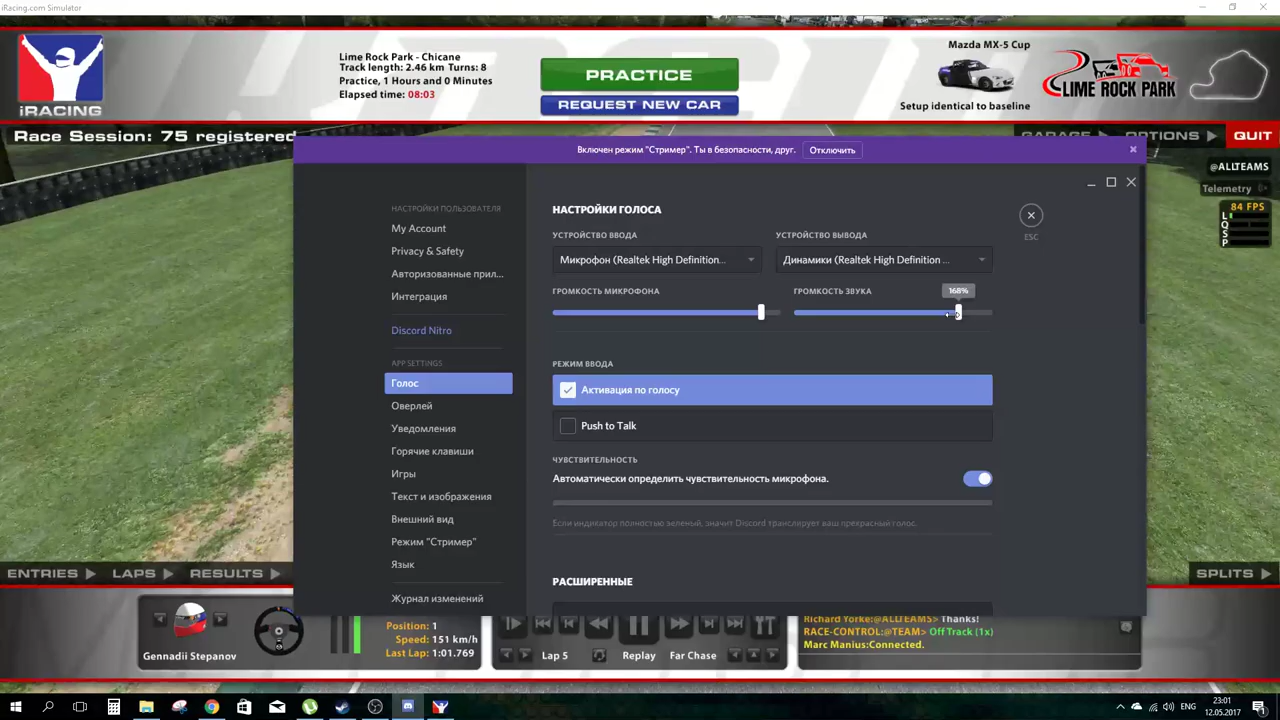 iRacing.com Simulator
iRACING
Lime Rock Park - Chicane
Track length: 2.46 km Turns: 8
Practice, 1 Hours and 0 Minutes
Elapsed time: 08:03
PRACTICE
REQUEST NEW CAR
Mazda MX-5 Cup
LIME ROCK PARK
Setup identical to baseline
Race Session: 75 registered
GARAGE
OPTIONS
QUIT
@ALLTEAMS
Telemetry
84 FPS
L
Q
S
P
Включен режим "Стример". Ты в безопасности, друг.
Отключить
НАСТРОЙКИ ПОЛЬЗОВАТЕЛЯ
My Account
Privacy & Safety
Авторизованные прил...
Интеграция
Discord Nitro
APP SETTINGS
Голос
Оверлей
Уведомления
Горячие клавиши
Игры
Текст и изображения
Внешний вид
Режим "Стример"
Язык
Журнал изменений
НАСТРОЙКИ ГОЛОСА
ESC
УСТРОЙСТВО ВВОДА
УСТРОЙСТВО ВЫВОДА
Микрофон (Realtek High Definition...
Динамики (Realtek High Definition ...
ГРОМКОСТЬ МИКРОФОНА
ГРОМКОСТЬ ЗВУКА
168%
РЕЖИМ ВВОДА
Активация по голосу
Push to Talk
ЧУВСТВИТЕЛЬНОСТЬ
Автоматически определить чувствительность микрофона.
Если индикатор полностью зеленый, значит Discord транслирует ваш прекрасный голос.
РАСШИРЕННЫЕ
ENTRIES
LAPS
RESULTS
SPLITS
Gennadii Stepanov
Position: 1
Speed: 151 km/h
Last Lap: 1:01.769
Lap 5
Replay
Far Chase
Richard Yorke:@ALLTEAMS> Thanks!
RACE-CONTROL:@TEAM> Off Track (1x)
Marc Manius:Connected.
ENG
23:01
12.05.2017
1